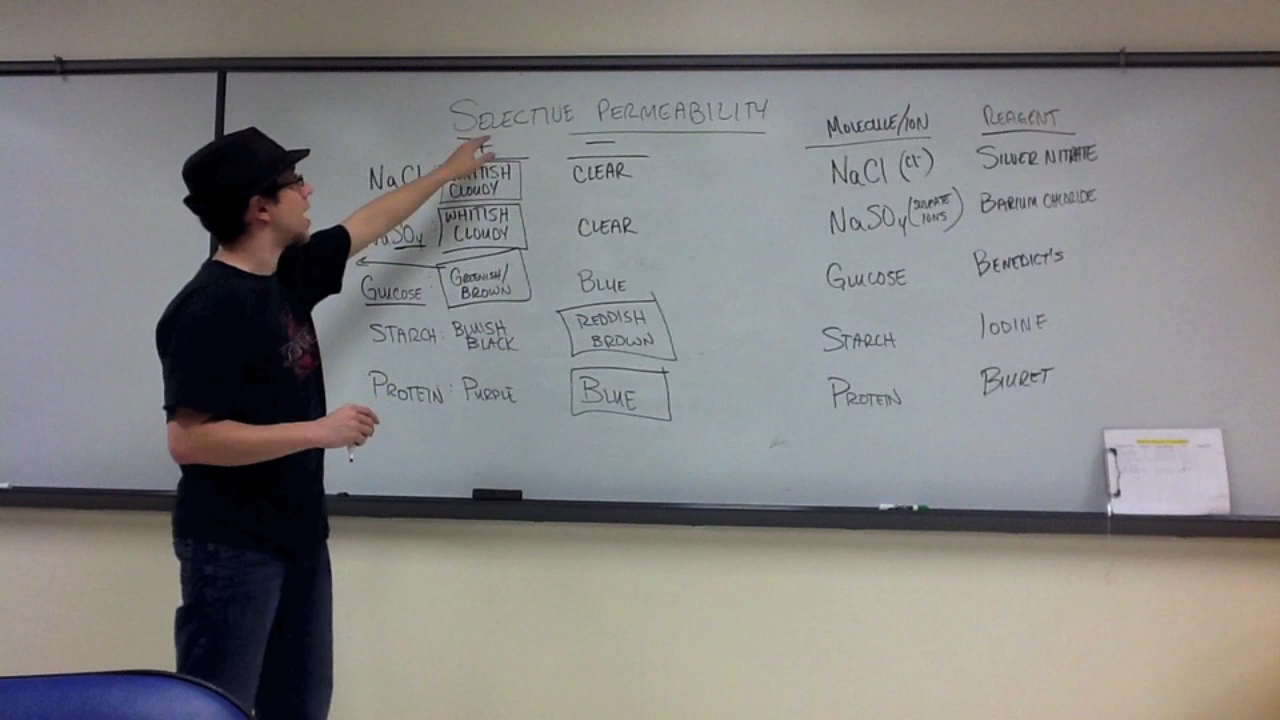 SELECTIVE PERMEABILITY
+ —
NaCl WHITISH CLOUDY CLEAR
NaSO4 WHITISH CLOUDY CLEAR
GLUCOSE: GREENISH/ BROWN BLUE
STARCH: BLUISH BLACK REDDISH BROWN
PROTEIN: PURPLE BLUE
MOLECULE/ION REAGENT
NaCl (Cl-) SILVER NITRATE
NaSO4 (SULFATE IONS) BARIUM CHLORIDE
GLUCOSE BENEDICT'S
STARCH IODINE
PROTEIN BIURET